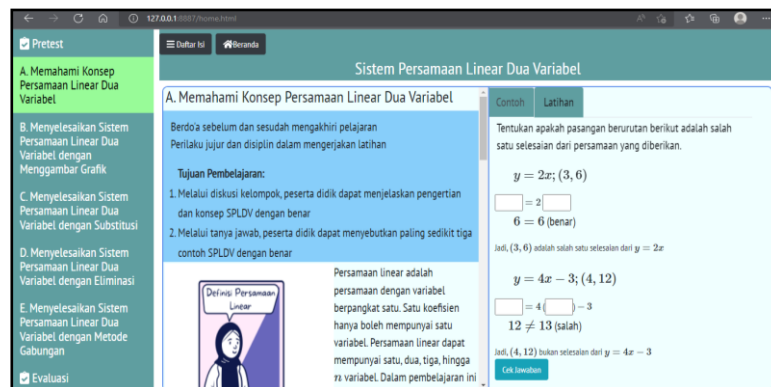 127.0.0.1:8887/home.html
Pretest
A. Memahami Konsep
Persamaan Linear Dua
Variabel
B. Menyelesaikan Sistem
Persamaan Linear Dua
Variabel dengan
Menggambar Grafik
C. Menyelesaikan Sistem
Persamaan Linear Dua
Variabel dengan Substitusi
D. Menyelesaikan Sistem
Persamaan Linear Dua
Variabel dengan Eliminasi
E. Menyelesaikan Sistem
Persamaan Linear Dua
Variabel dengan Metode
Gabungan
Evaluasi
Daftar Isi
Beranda
Sistem Persamaan Linear Dua Variabel
A. Memahami Konsep Persamaan Linear Dua Variabel
Berdo'a sebelum dan sesudah mengakhiri pelajaran
Perilaku jujur dan disiplin dalam mengerjakan latihan
Tujuan Pembelajaran:
1. Melalui diskusi kelompok, peserta didik dapat menjelaskan pengertian
dan konsep SPLDV dengan benar
2. Melalui tanya jawab, peserta didik dapat menyebutkan paling sedikit tiga
contoh SPLDV dengan benar
Definisi Persamaan
Linear
Persamaan linear adalah
persamaan dengan variabel
berpangkat satu. Satu koefisien
hanya boleh mempunyai satu
variabel. Persamaan linear dapat
mempunyai satu, dua, tiga, hingga
n variabel. Dalam pembelajaran ini
Contoh
Latihan
Tentukan apakah pasangan berurutan berikut adalah salah
satu selesaian dari persamaan yang diberikan.
y = 2x; (3, 6)
= 2
6 = 6 (benar)
Jadi, (3, 6) adalah salah satu selesaian dari y = 2x
y = 4x − 3; (4, 12)
= 4 ( ) − 3
12 ≠ 13 (salah)
Jadi, (4, 12) bukan selesaian dari y = 4x − 3
Cek Jawaban